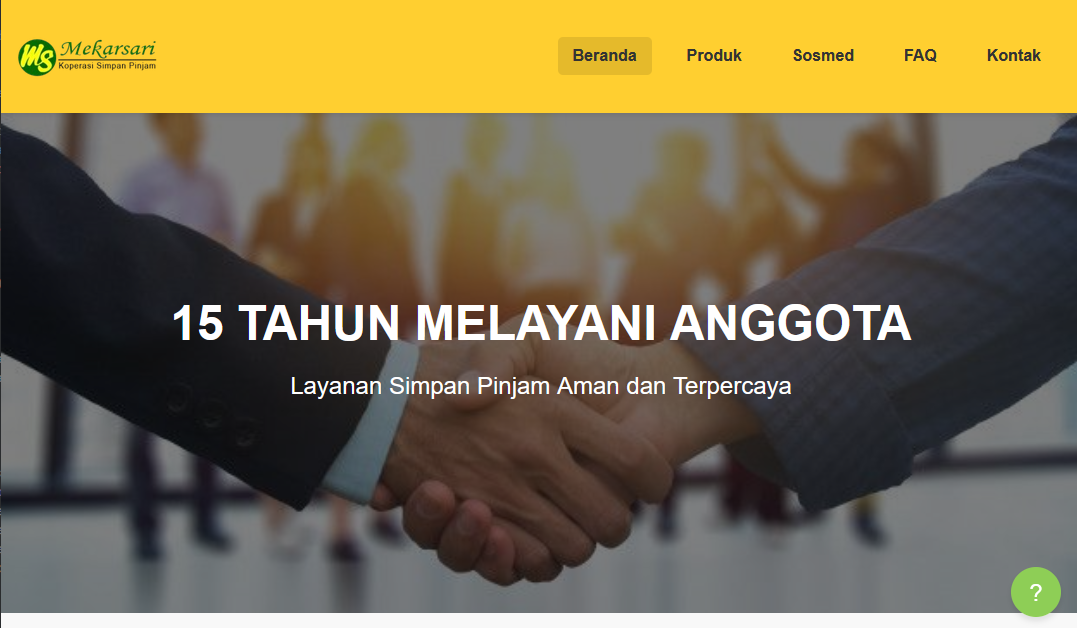 Ms Mekarsari
Koperasi Simpan Pinjam
Beranda Produk Sosmed FAQ Kontak
15 TAHUN MELAYANI ANGGOTA
Layanan Simpan Pinjam Aman dan Terpercaya
?